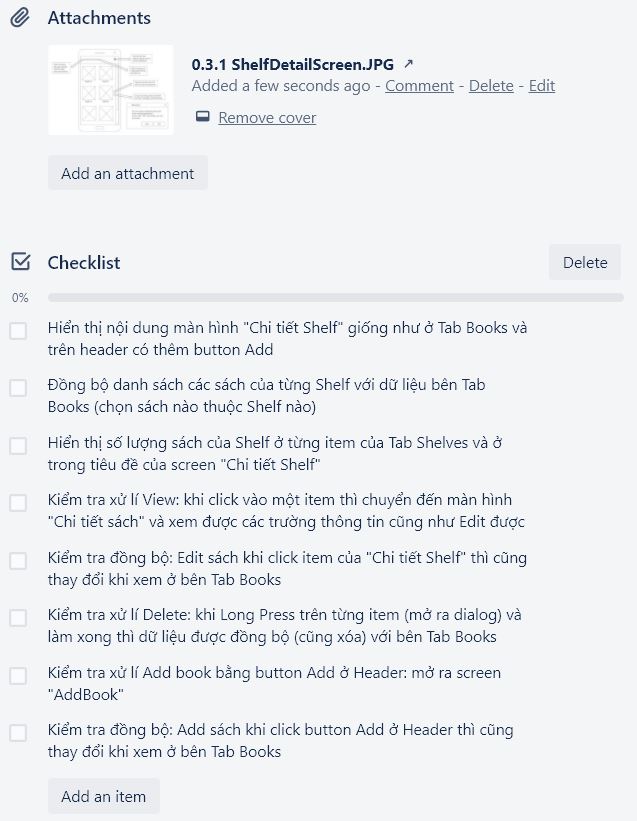 Attachments
0.3.1 ShelfDetailScreen.JPG ↗
Added a few seconds ago - Comment - Delete - Edit
Remove cover
Add an attachment
Checklist
Delete
0%
Hiển thị nội dung màn hình "Chi tiết Shelf" giống như ở Tab Books và
trên header có thêm button Add
Đồng bộ danh sách các sách của từng Shelf với dữ liệu bên Tab
Books (chọn sách nào thuộc Shelf nào)
Hiển thị số lượng sách của Shelf ở từng item của Tab Shelves và ở
trong tiêu đề của screen "Chi tiết Shelf"
Kiểm tra xử lí View: khi click vào một item thì chuyển đến màn hình
"Chi tiết sách" và xem được các trường thông tin cũng như Edit được
Kiểm tra đồng bộ: Edit sách khi click item của "Chi tiết Shelf" thì cũng
thay đổi khi xem ở bên Tab Books
Kiểm tra xử lí Delete: khi Long Press trên từng item (mở ra dialog) và
làm xong thì dữ liệu được đồng bộ (cũng xóa) với bên Tab Books
Kiểm tra xử lí Add book bằng button Add ở Header: mở ra screen
"AddBook"
Kiểm tra đồng bộ: Add sách khi click button Add ở Header thì cũng
thay đổi khi xem ở bên Tab Books
Add an item